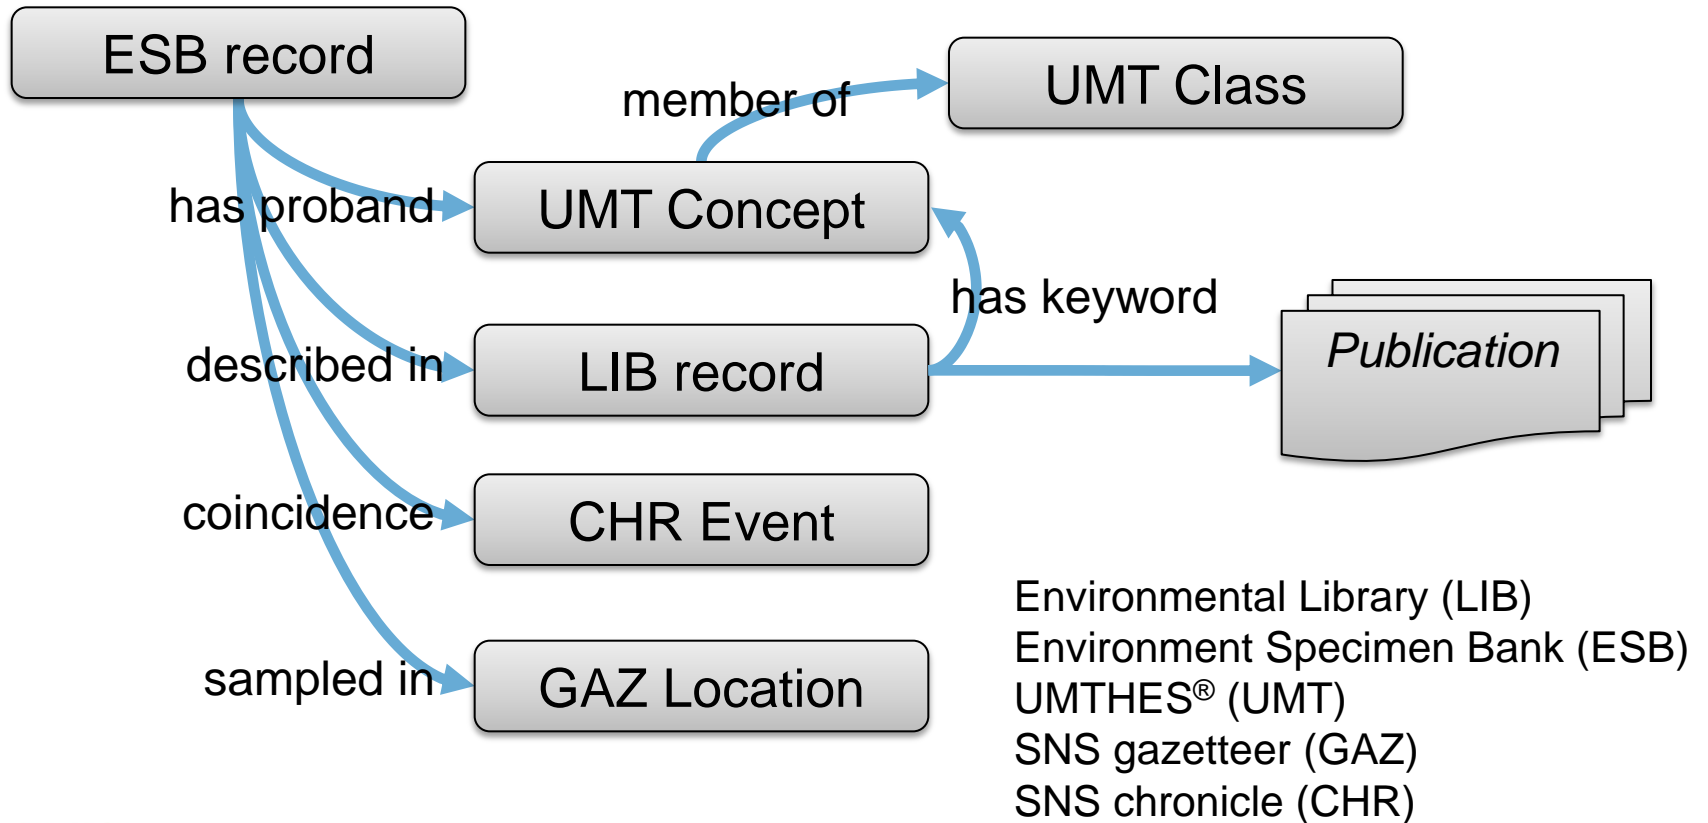 ESB record
UMT Class
member of
has proband
UMT Concept
has keyword
Publication
described in
LIB record
coincidence
CHR Event
sampled in
GAZ Location
Environmental Library (LIB)
Environment Specimen Bank (ESB)
UMTHES® (UMT)
SNS gazetteer (GAZ)
SNS chronicle (CHR)